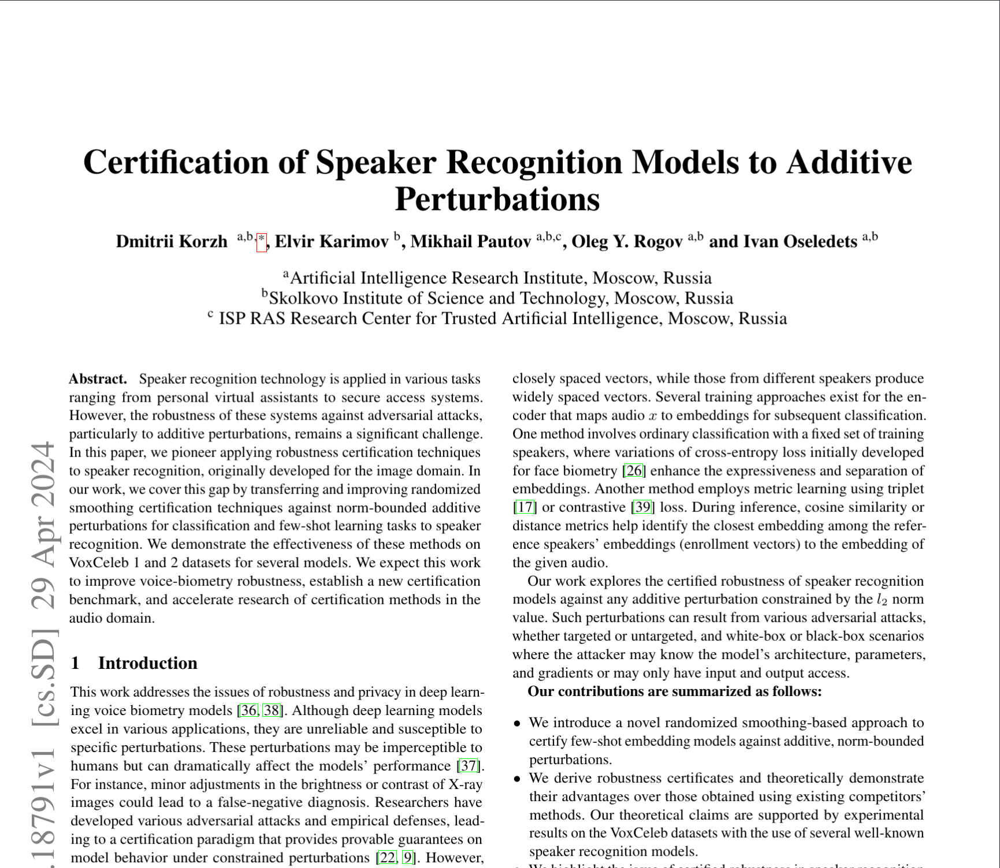 Certification of Speaker Recognition Models to Additive
Perturbations
Dmitrii Korzh a,b,*, Elvir Karimov b, Mikhail Pautov a,b,c, Oleg Y. Rogov a,b and Ivan Oseledets a,b
aArtificial Intelligence Research Institute, Moscow, Russia
bSkolkovo Institute of Science and Technology, Moscow, Russia
c ISP RAS Research Center for Trusted Artificial Intelligence, Moscow, Russia
.18791v1 [cs.SD] 29 Apr 2024
Abstract. Speaker recognition technology is applied in various tasks
ranging from personal virtual assistants to secure access systems.
However, the robustness of these systems against adversarial attacks,
particularly to additive perturbations, remains a significant challenge.
In this paper, we pioneer applying robustness certification techniques
to speaker recognition, originally developed for the image domain. In
our work, we cover this gap by transferring and improving randomized
smoothing certification techniques against norm-bounded additive
perturbations for classification and few-shot learning tasks to speaker
recognition. We demonstrate the effectiveness of these methods on
VoxCeleb 1 and 2 datasets for several models. We expect this work
to improve voice-biometry robustness, establish a new certification
benchmark, and accelerate research of certification methods in the
audio domain.
1 Introduction
This work addresses the issues of robustness and privacy in deep learn-
ing voice biometry models [36, 38]. Although deep learning models
excel in various applications, they are unreliable and susceptible to
specific perturbations. These perturbations may be imperceptible to
humans but can dramatically affect the models' performance [37].
For instance, minor adjustments in the brightness or contrast of X-ray
images could lead to a false-negative diagnosis. Researchers have
developed various adversarial attacks and empirical defenses, lead-
ing to a certification paradigm that provides provable guarantees on
model behavior under constrained perturbations [22, 9]. However,
closely spaced vectors, while those from different speakers produce
widely spaced vectors. Several training approaches exist for the en-
coder that maps audio x to embeddings for subsequent classification.
One method involves ordinary classification with a fixed set of training
speakers, where variations of cross-entropy loss initially developed
for face biometry [26] enhance the expressiveness and separation of
embeddings. Another method employs metric learning using triplet
[17] or contrastive [39] loss. During inference, cosine similarity or
distance metrics help identify the closest embedding among the refer-
ence speakers' embeddings (enrollment vectors) to the embedding of
the given audio.
Our work explores the certified robustness of speaker recognition
models against any additive perturbation constrained by the l2 norm
value. Such perturbations can result from various adversarial attacks,
whether targeted or untargeted, and white-box or black-box scenarios
where the attacker may know the model's architecture, parameters,
and gradients or may only have input and output access.
Our contributions are summarized as follows:
• We introduce a novel randomized smoothing-based approach to
certify few-shot embedding models against additive, norm-bounded
perturbations.
• We derive robustness certificates and theoretically demonstrate
their advantages over those obtained using existing competitors'
methods. Our theoretical claims are supported by experimental
results on the VoxCeleb datasets with the use of several well-known
speaker recognition models.